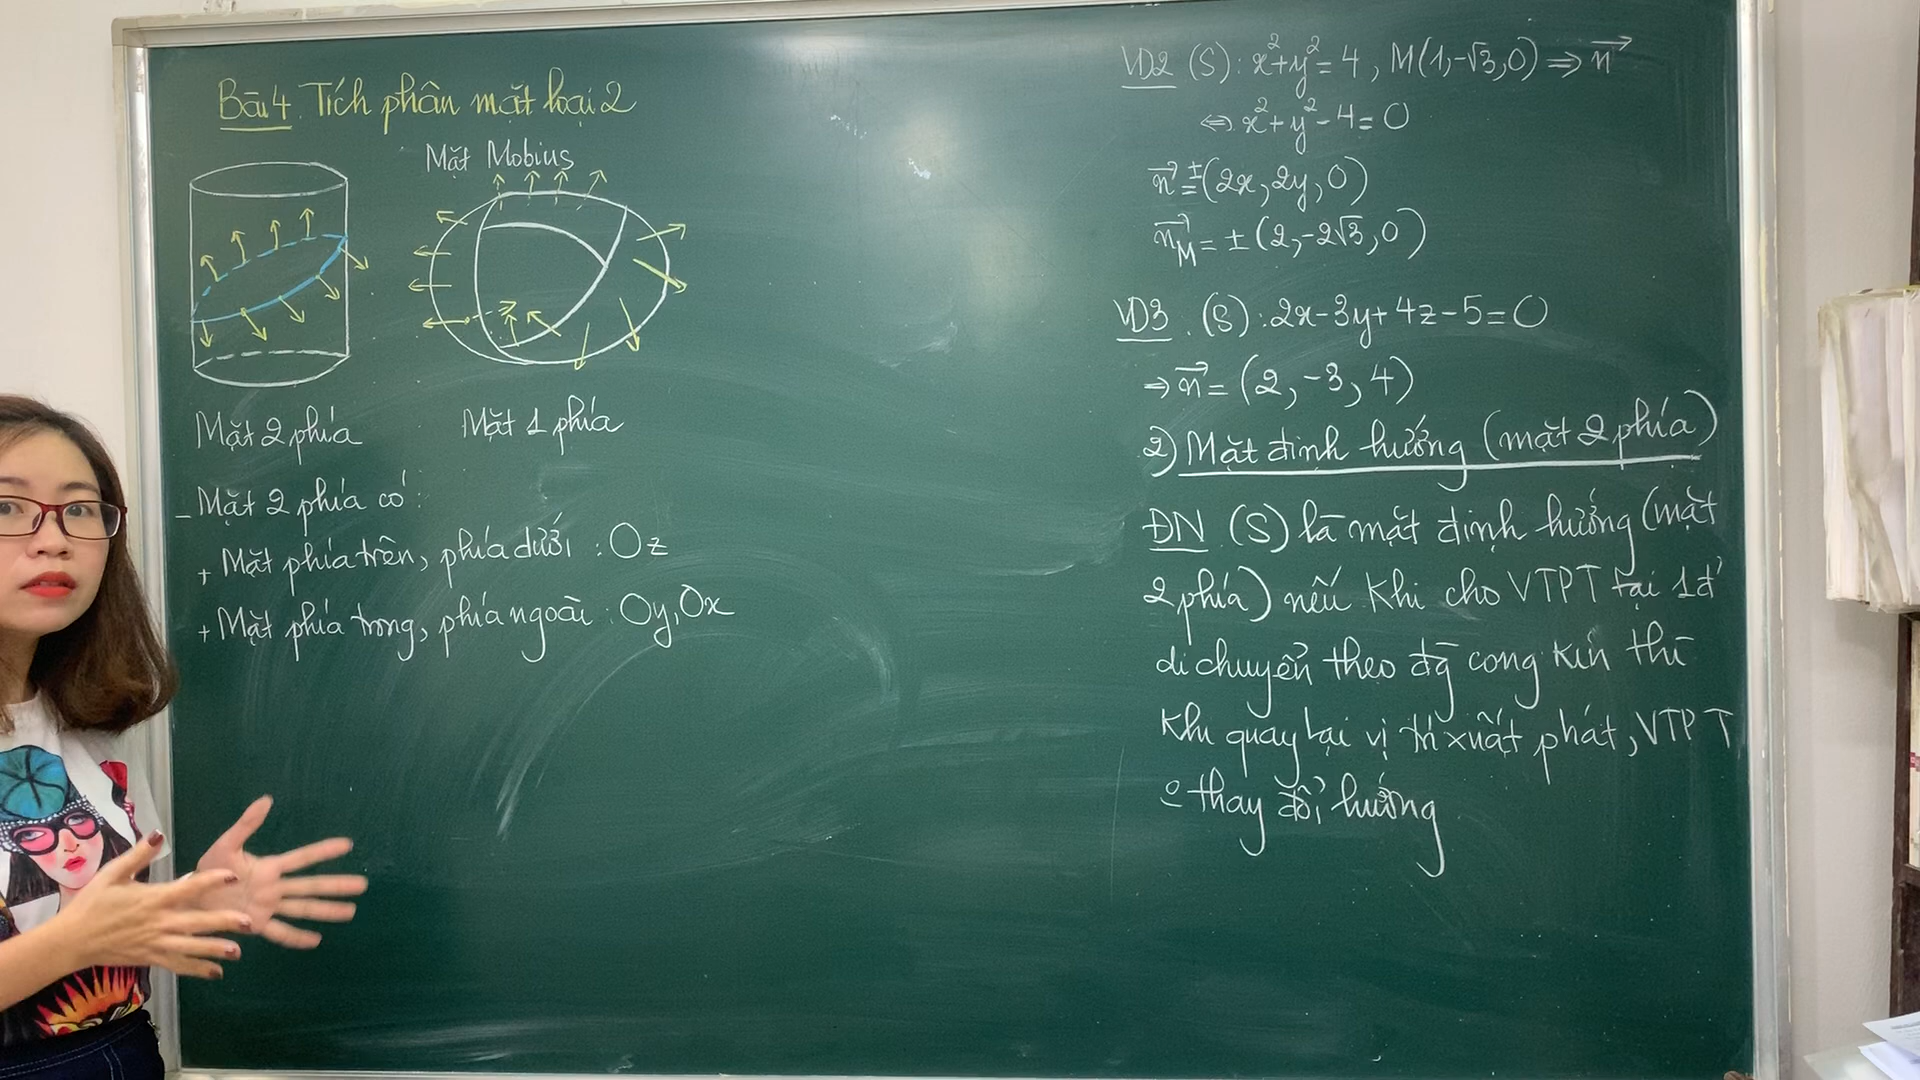 Bài 4. Tích phân mặt loại 2
Mặt Mobius
Mặt 2 phía
Mặt 1 phía
- Mặt 2 phía có:
+ Mặt phía trên, phía dưới : Oz
+ Mặt phía trong, phía ngoài : Oy, Ox
VD2 (S): x²+y²=4, M(1,-√3,0) ⇒ n⃗
⇔ x²+y²-4=0
n⃗=±(2x,2y,0)
n⃗_M = ±(2,-2√3,0)
VD3. (S): 2x-3y+4z-5=0
⇒ n⃗ = (2,-3,4)
2) Mặt định hướng (mặt 2 phía)
ĐN (S) là mặt định hướng (mặt
2 phía) nếu khi cho VTPT tại 1 đ'
di chuyển theo đg cong kín thì
khi quay lại vị trí xuất phát, VTPT
o thay đổi hướng